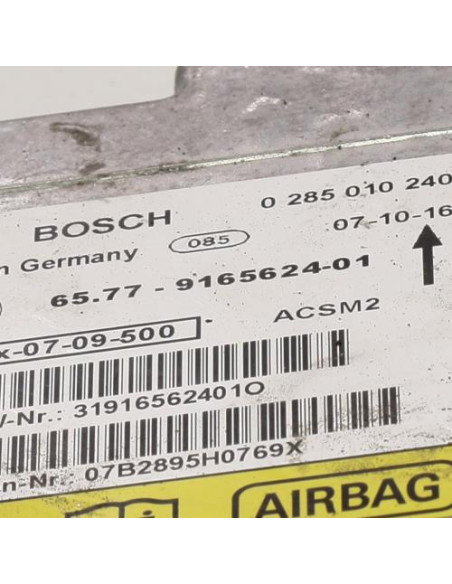 BOSCH 0 285 010 240
n Germany 085 07-10-16
65.77 - 9165624-01
x-07-09-500 ACSM2
/-Nr.: 31916562401O
n-Nr.: 07B2895H0769X
AIRBAG